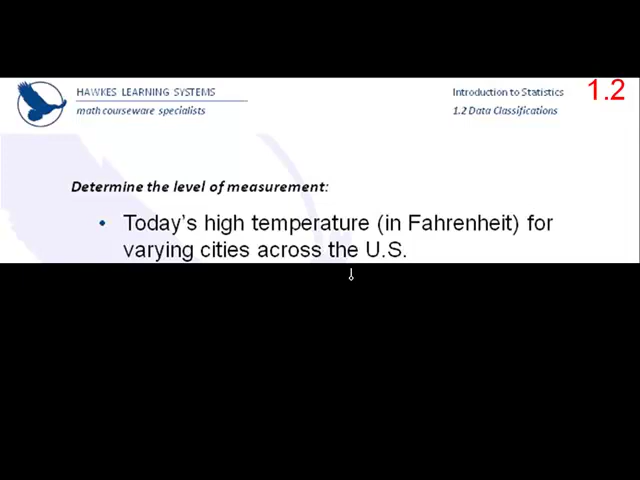 HAWKES LEARNING SYSTEMS
math courseware specialists
Introduction to Statistics
1.2 Data Classifications
1.2
Determine the level of measurement:
• Today's high temperature (in Fahrenheit) for
varying cities across the U.S.